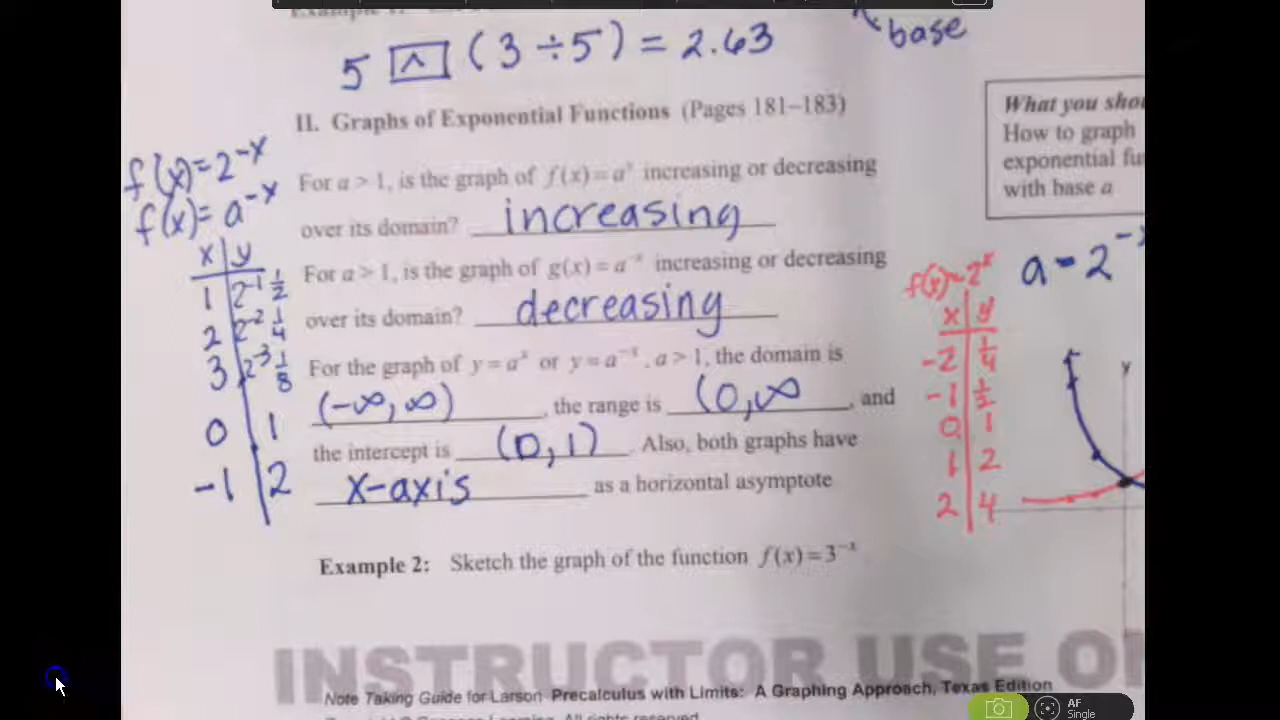 5 ^ (3 ÷ 5) = 2.63
base
II. Graphs of Exponential Functions (Pages 181–183)
What you shou
How to graph
exponential fu
with base a
f(x)=2^-x
f(x)=a^-x
For a > 1, is the graph of f(x) = a^x increasing or decreasing
over its domain? increasing
For a > 1, is the graph of g(x) = a^-x increasing or decreasing
over its domain? decreasing
For the graph of y = a^x or y = a^-x, a > 1, the domain is
(-∞, ∞), the range is (0,∞, and
the intercept is (0,1). Also, both graphs have
x-axis as a horizontal asymptote
x y
1 2^-1 1/2
2 2^-2 1/4
3 2^-3 1/8
0 1
-1 2
a = 2^-x
f(x)=2^x
x y
-2 1/4
-1 1/2
0 1
1 2
2 4
y
Example 2: Sketch the graph of the function f(x) = 3^-x
INSTRUCTOR USE ON
Note Taking Guide for Larson Precalculus with Limits: A Graphing Approach, Texas Edition
All rights reserved
AF
Single